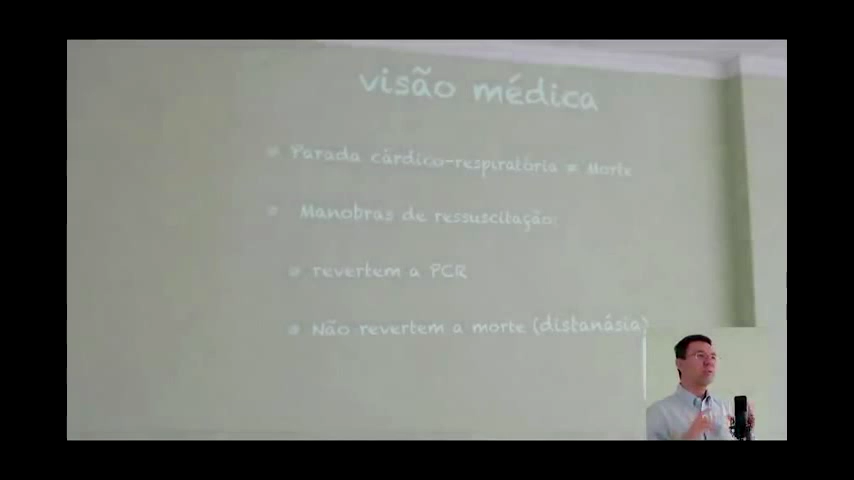 visão médica
Parada cárdico-respiratória ≠ Morte
Manobras de ressuscitação:
revertem a PCR
Não revertem a morte (distanásia)